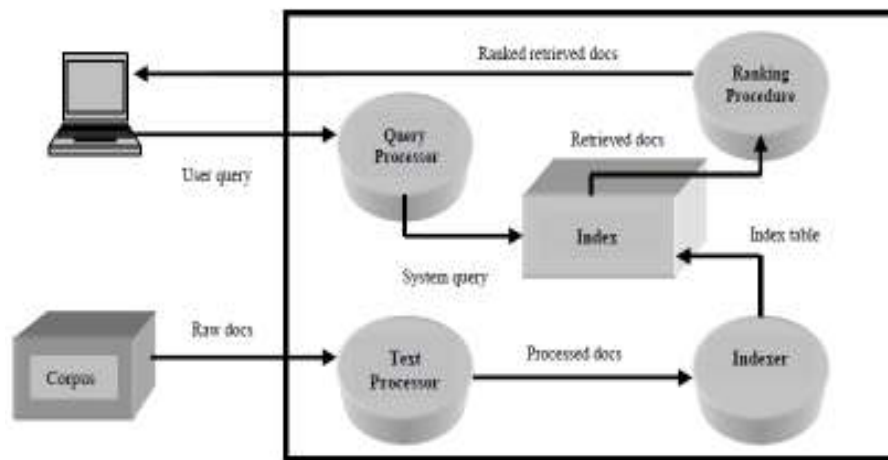 Ranked retrieved docs
Ranking
Procedure
Query
Processor
Retrieved docs
User query
Index
Index table
System query
Raw docs
Corpus
Text
Processor
Processed docs
Indexer